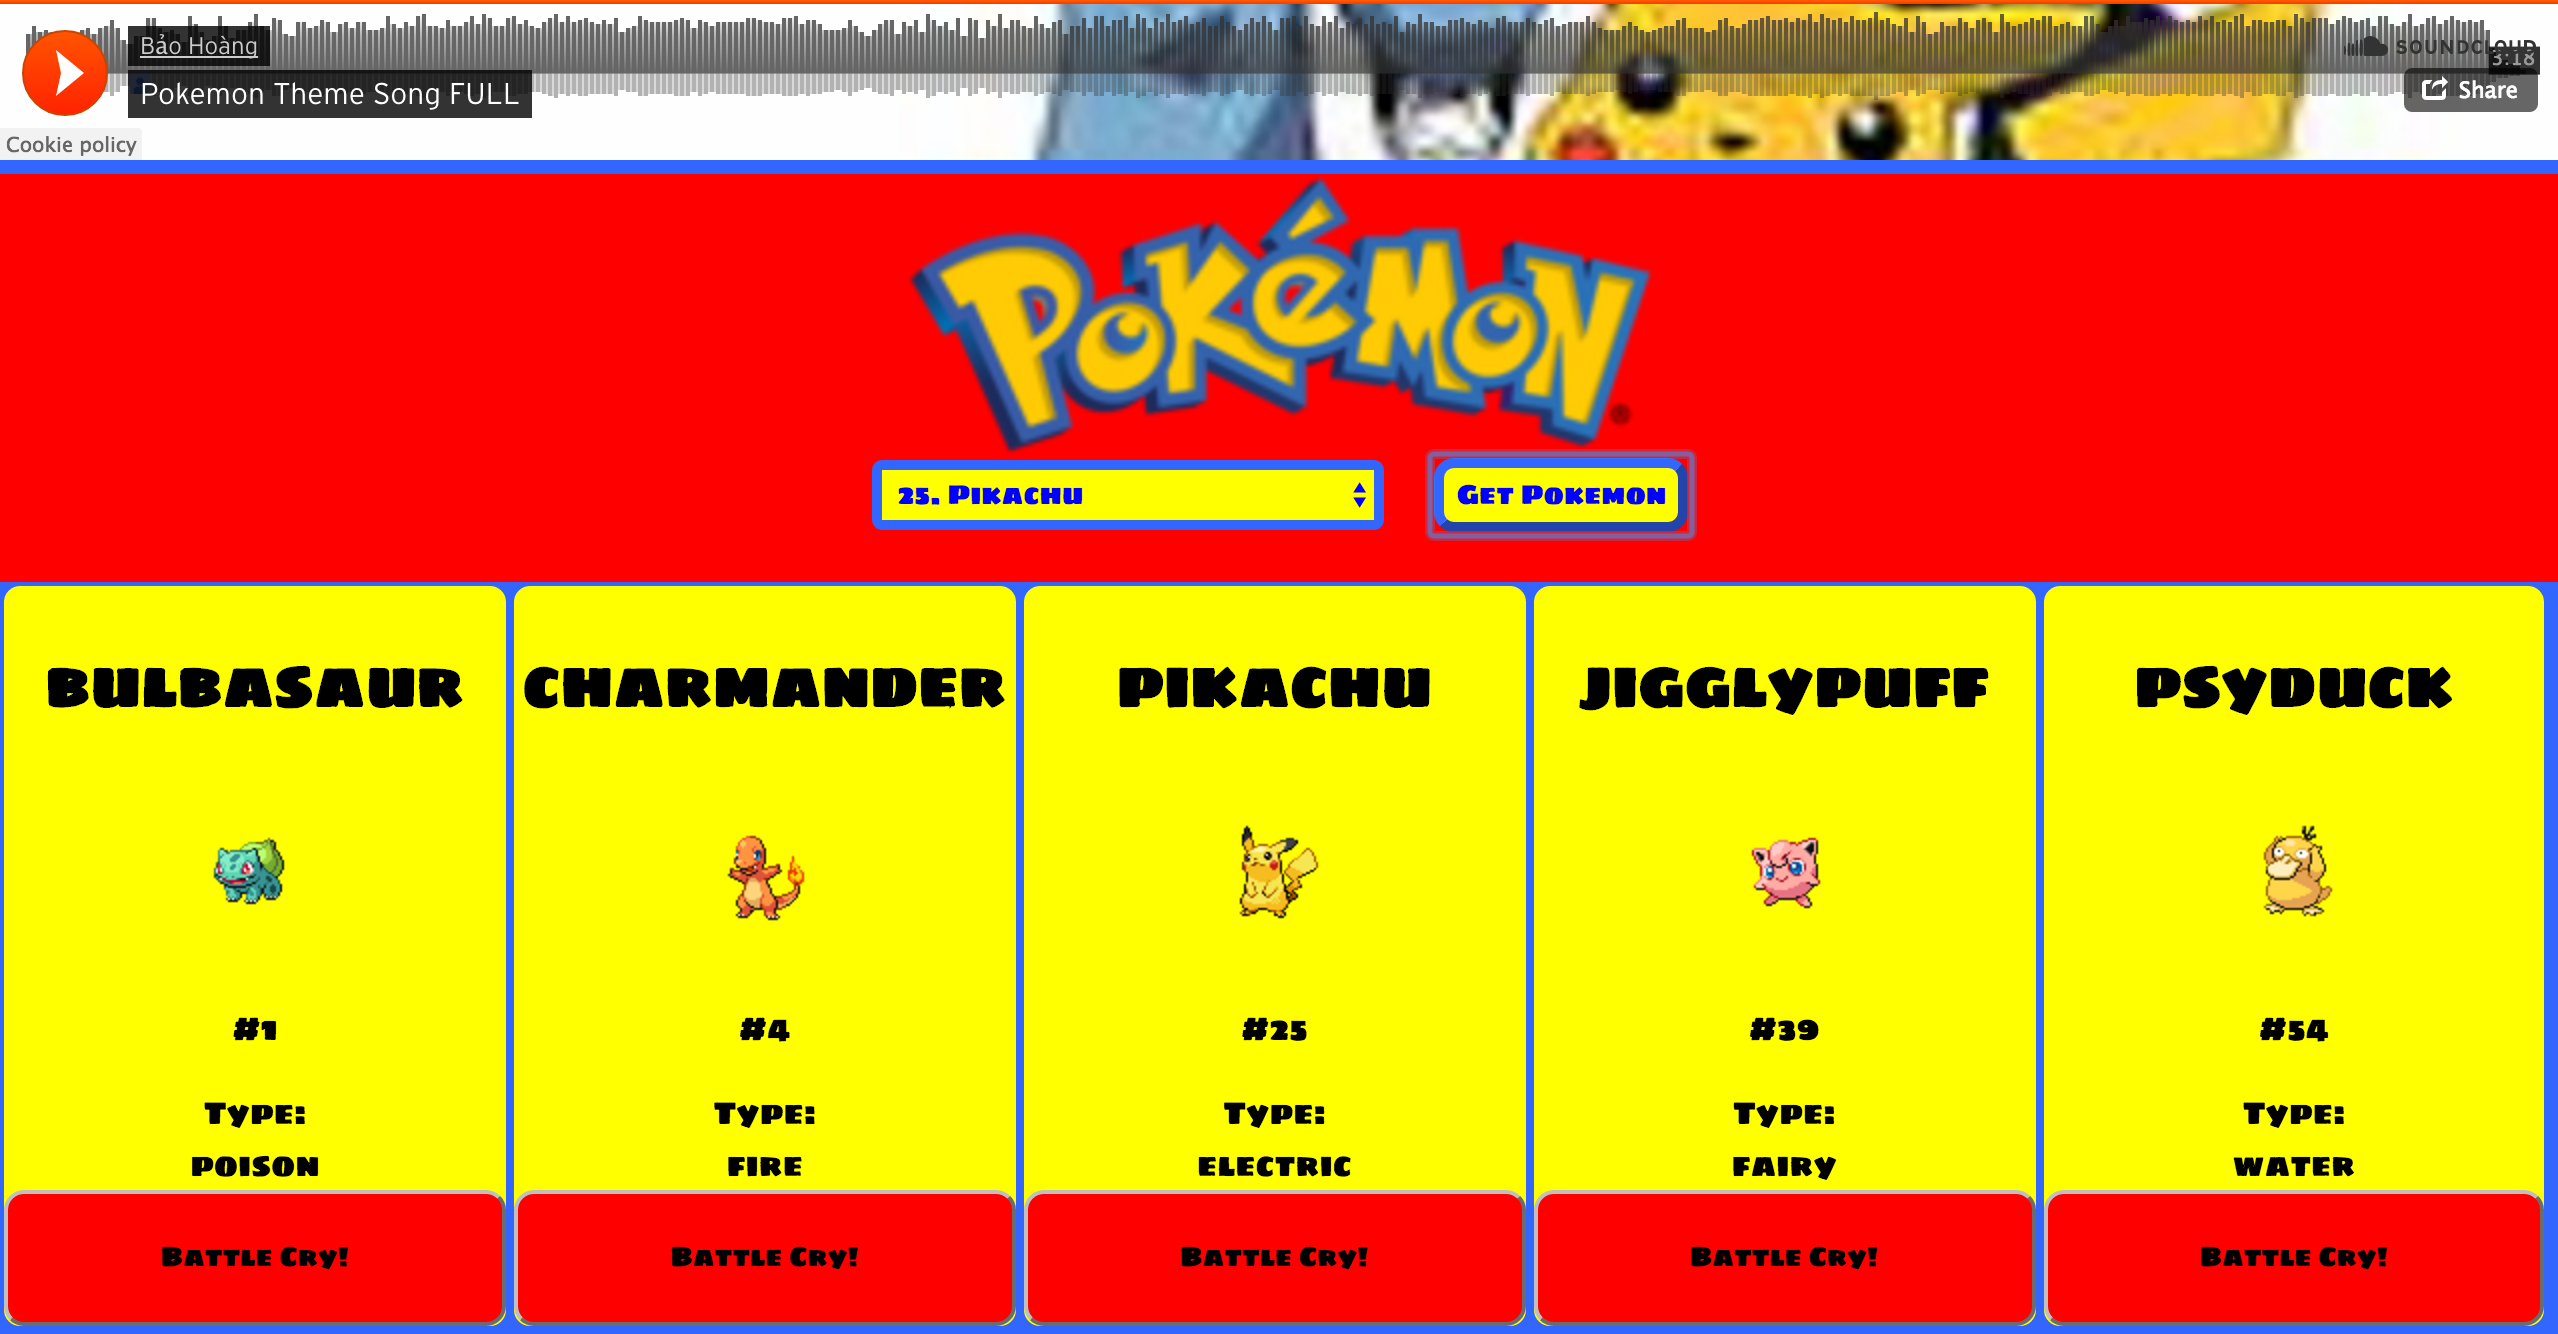 Bảo Hoàng
SOUNDCLOUD
3:18
Pokemon Theme Song FULL
Share
Cookie policy
POKéMON
®
25. Pikachu
Get Pokemon
BULBASAUR
CHARMANDER
PIKACHU
JIGGLYPUFF
PSYDUCK
#1
#4
#25
#39
#54
Type:
Type:
Type:
Type:
Type:
POISON
FIRE
ELECTRIC
FAIRY
WATER
Battle Cry!
Battle Cry!
Battle Cry!
Battle Cry!
Battle Cry!